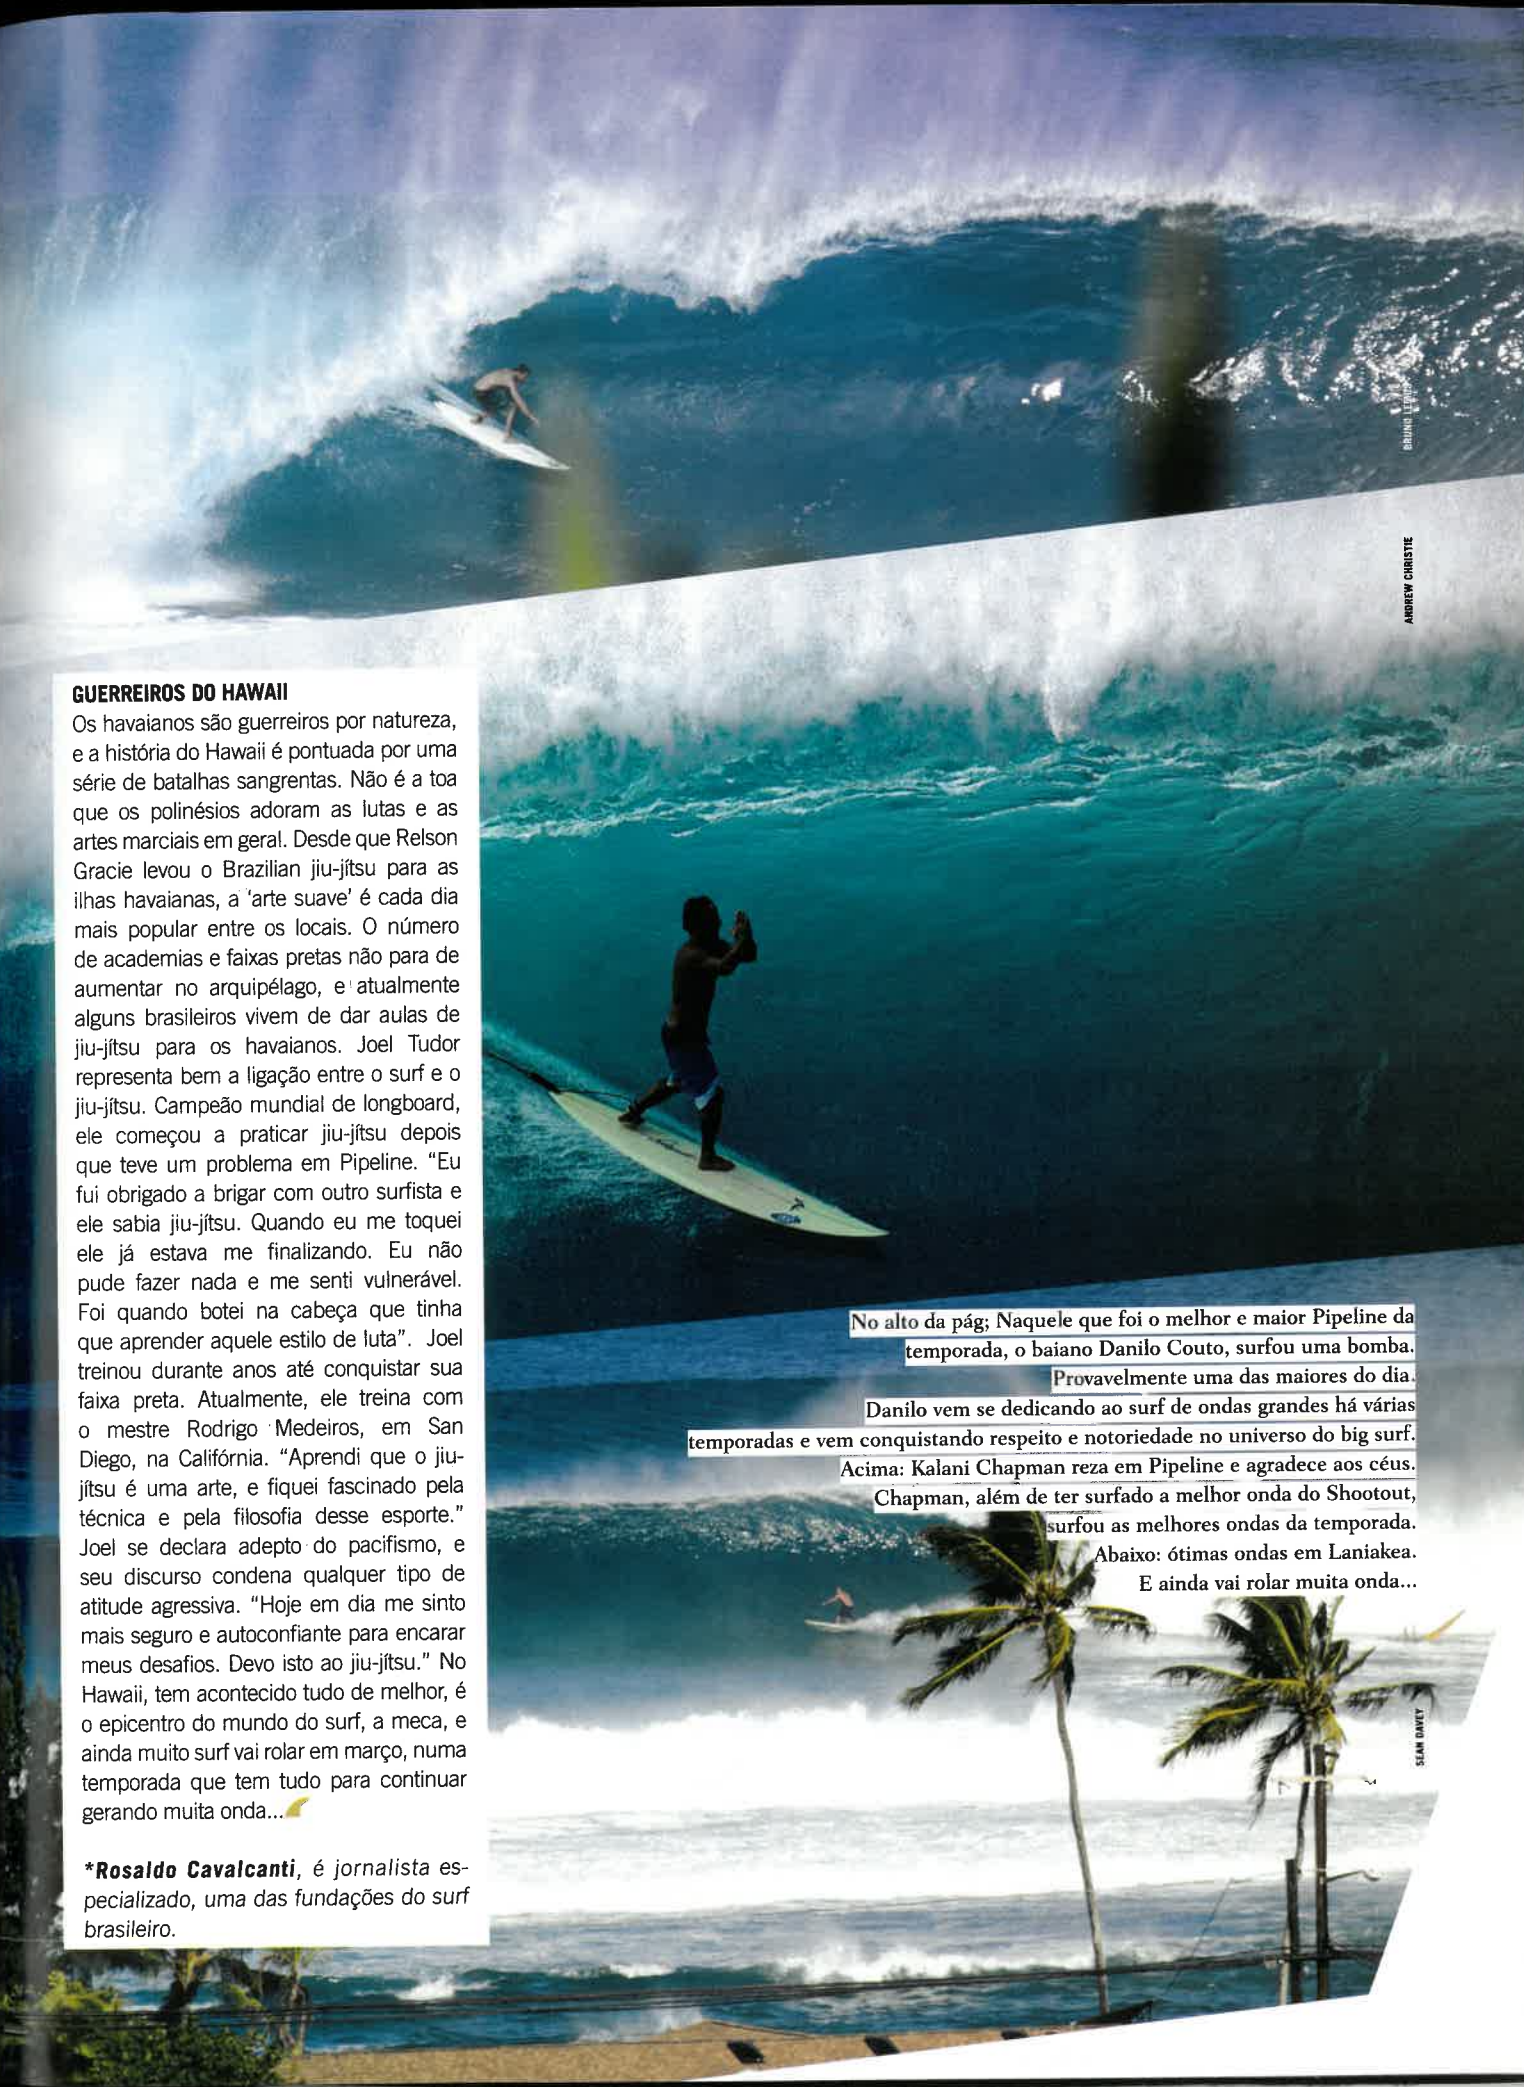 BRUNO LEMOS
ANDREW CHRISTIE
GUERREIROS DO HAWAII
Os havaianos são guerreiros por natureza,
e a história do Hawaii é pontuada por uma
série de batalhas sangrentas. Não é a toa
que os polinésios adoram as lutas e as
artes marciais em geral. Desde que Relson
Gracie levou o Brazilian jiu-jítsu para as
ilhas havaianas, a 'arte suave' é cada dia
mais popular entre os locais. O número
de academias e faixas pretas não para de
aumentar no arquipélago, e atualmente
alguns brasileiros vivem de dar aulas de
jiu-jítsu para os havaianos. Joel Tudor
representa bem a ligação entre o surf e o
jiu-jítsu. Campeão mundial de longboard,
ele começou a praticar jiu-jítsu depois
que teve um problema em Pipeline. "Eu
fui obrigado a brigar com outro surfista e
ele sabia jiu-jítsu. Quando eu me toquei
ele já estava me finalizando. Eu não
pude fazer nada e me senti vulnerável.
Foi quando botei na cabeça que tinha
que aprender aquele estilo de luta". Joel
treinou durante anos até conquistar sua
faixa preta. Atualmente, ele treina com
o mestre Rodrigo Medeiros, em San
Diego, na Califórnia. "Aprendi que o jiu-
jítsu é uma arte, e fiquei fascinado pela
técnica e pela filosofia desse esporte."
Joel se declara adepto do pacifismo, e
seu discurso condena qualquer tipo de
atitude agressiva. "Hoje em dia me sinto
mais seguro e autoconfiante para encarar
meus desafios. Devo isto ao jiu-jítsu." No
Hawaii, tem acontecido tudo de melhor, é
o epicentro do mundo do surf, a meca, e
ainda muito surf vai rolar em março, numa
temporada que tem tudo para continuar
gerando muita onda...
*Rosaldo Cavalcanti, é jornalista es-
pecializado, uma das fundações do surf
brasileiro.
No alto da pág; Naquele que foi o melhor e maior Pipeline da
temporada, o baiano Danilo Couto, surfou uma bomba.
Provavelmente uma das maiores do dia.
Danilo vem se dedicando ao surf de ondas grandes há várias
temporadas e vem conquistando respeito e notoriedade no universo do big surf.
Acima: Kalani Chapman reza em Pipeline e agradece aos céus.
Chapman, além de ter surfado a melhor onda do Shootout,
surfou as melhores ondas da temporada.
Abaixo: ótimas ondas em Laniakea.
E ainda vai rolar muita onda...
SEAN DAVEY